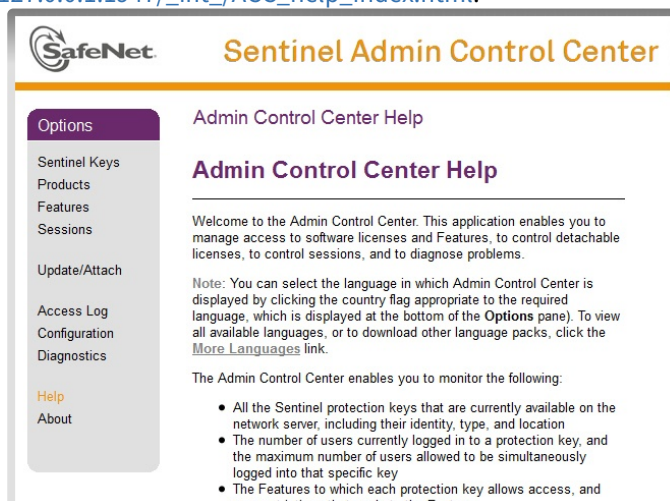 SafeNet.
Sentinel Admin Control Center
Options
Sentinel Keys
Products
Features
Sessions
Update/Attach
Access Log
Configuration
Diagnostics
Help
About
Admin Control Center Help
Admin Control Center Help
Welcome to the Admin Control Center. This application enables you to
manage access to software licenses and Features, to control detachable
licenses, to control sessions, and to diagnose problems.
Note: You can select the language in which Admin Control Center is
displayed by clicking the country flag appropriate to the required
language, which is displayed at the bottom of the Options pane). To view
all available languages, or to download other language packs, click the
More Languages link.
The Admin Control Center enables you to monitor the following:
• All the Sentinel protection keys that are currently available on the
network server, including their identity, type, and location
• The number of users currently logged in to a protection key, and
the maximum number of users allowed to be simultaneously
logged into that specific key
• The Features to which each protection key allows access, and